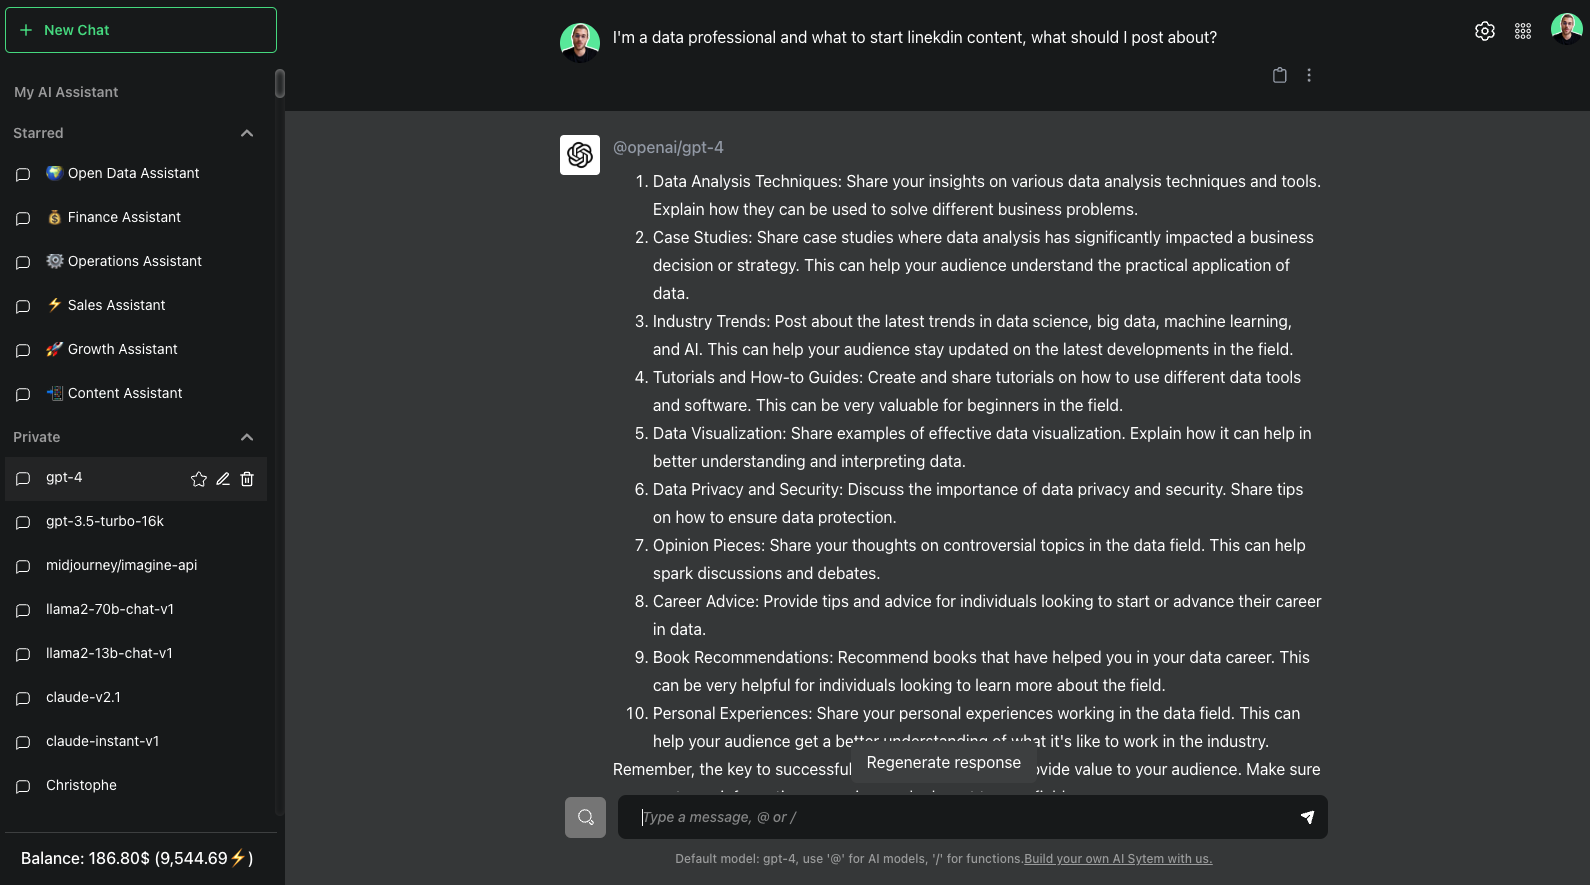 New Chat
My AI Assistant
Starred
Open Data Assistant
Finance Assistant
Operations Assistant
Sales Assistant
Growth Assistant
Content Assistant
Private
gpt-4
gpt-3.5-turbo-16k
midjourney/imagine-api
llama2-70b-chat-v1
llama2-13b-chat-v1
claude-v2.1
claude-instant-v1
Christophe
Balance: 186.80$ (9,544.69⚡)
I'm a data professional and what to start linekdin content, what should I post about?
@openai/gpt-4
1. Data Analysis Techniques: Share your insights on various data analysis techniques and tools.
Explain how they can be used to solve different business problems.
2. Case Studies: Share case studies where data analysis has significantly impacted a business
decision or strategy. This can help your audience understand the practical application of
data.
3. Industry Trends: Post about the latest trends in data science, big data, machine learning,
and AI. This can help your audience stay updated on the latest developments in the field.
4. Tutorials and How-to Guides: Create and share tutorials on how to use different data tools
and software. This can be very valuable for beginners in the field.
5. Data Visualization: Share examples of effective data visualization. Explain how it can help in
better understanding and interpreting data.
6. Data Privacy and Security: Discuss the importance of data privacy and security. Share tips
on how to ensure data protection.
7. Opinion Pieces: Share your thoughts on controversial topics in the data field. This can help
spark discussions and debates.
8. Career Advice: Provide tips and advice for individuals looking to start or advance their career
in data.
9. Book Recommendations: Recommend books that have helped you in your data career. This
can be very helpful for individuals looking to learn more about the field.
10. Personal Experiences: Share your personal experiences working in the data field. This can
help your audience get a better understanding of what it's like to work in the industry.
Remember, the key to successful provide value to your audience. Make sure
Regenerate response
Type a message, @ or /
Default model: gpt-4, use '@' for AI models, '/' for functions.Build your own AI Sytem with us.